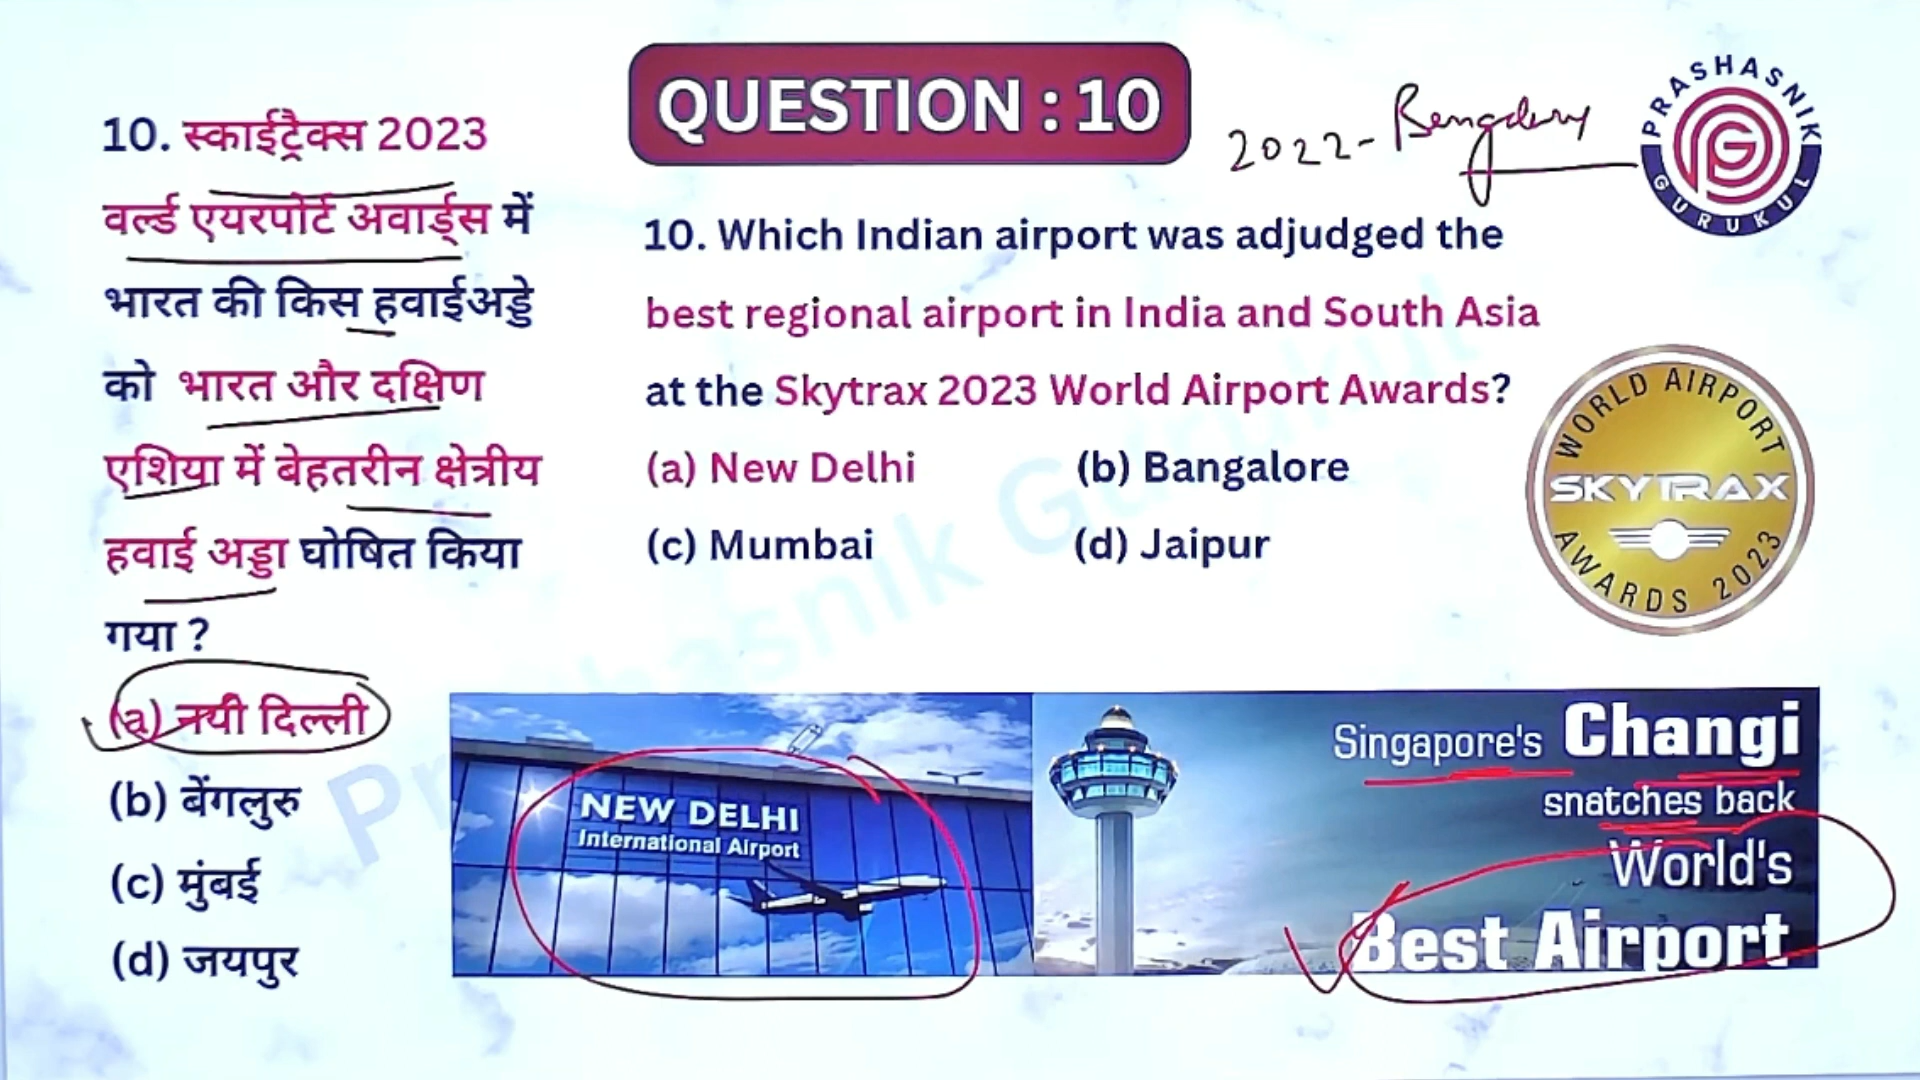 QUESTION : 10
2022 - Bengaluru
PRASHASNIK
GURUKUL
10. स्काईट्रैक्स 2023
वर्ल्ड एयरपोर्ट अवार्ड्स में
भारत की किस हवाईअड्डे
को भारत और दक्षिण
एशिया में बेहतरीन क्षेत्रीय
हवाई अड्डा घोषित किया
गया ?
(a) नयी दिल्ली
(b) बेंगलुरु
(c) मुंबई
(d) जयपुर
10. Which Indian airport was adjudged the
best regional airport in India and South Asia
at the Skytrax 2023 World Airport Awards?
(a) New Delhi (b) Bangalore
(c) Mumbai (d) Jaipur
WORLD AIRPORT
SKYTRAX
AWARDS 2023
NEW DELHI
International Airport
Singapore's Changi
snatches back
World's
Best Airport
Prashasnik Gurukul